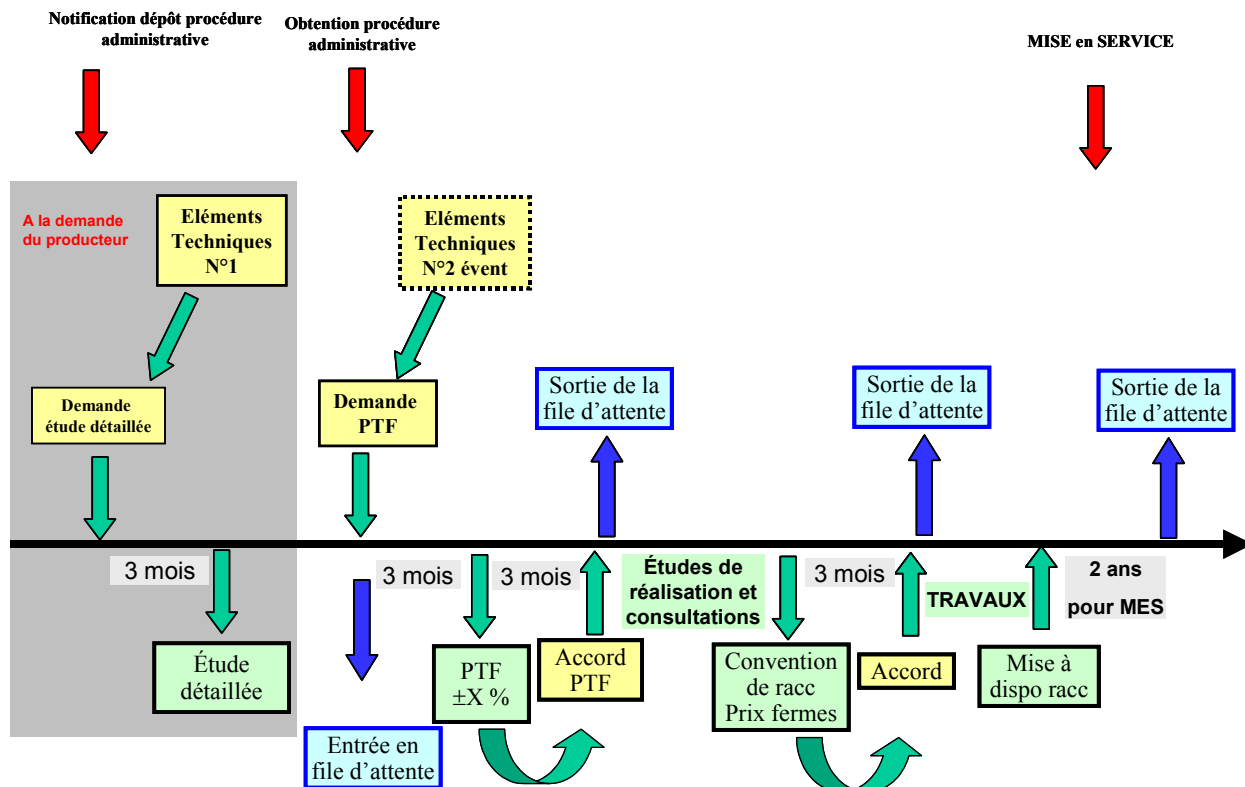 Notification dépôt procédure
administrative
Obtention procédure
administrative
MISE en SERVICE
A la demande
du producteur
Eléments
Techniques
N°1
Eléments
Techniques
N°2 évent
Demande
étude détaillée
Demande
PTF
Sortie de la
file d'attente
Sortie de la
file d'attente
Sortie de la
file d'attente
3 mois
3 mois
3 mois
Études de
réalisation et
consultations
3 mois
TRAVAUX
2 ans
pour MES
Étude
détaillée
Entrée en
file d'attente
PTF
±X %
Accord
PTF
Convention
de racc
Prix fermes
Accord
Mise à
dispo racc